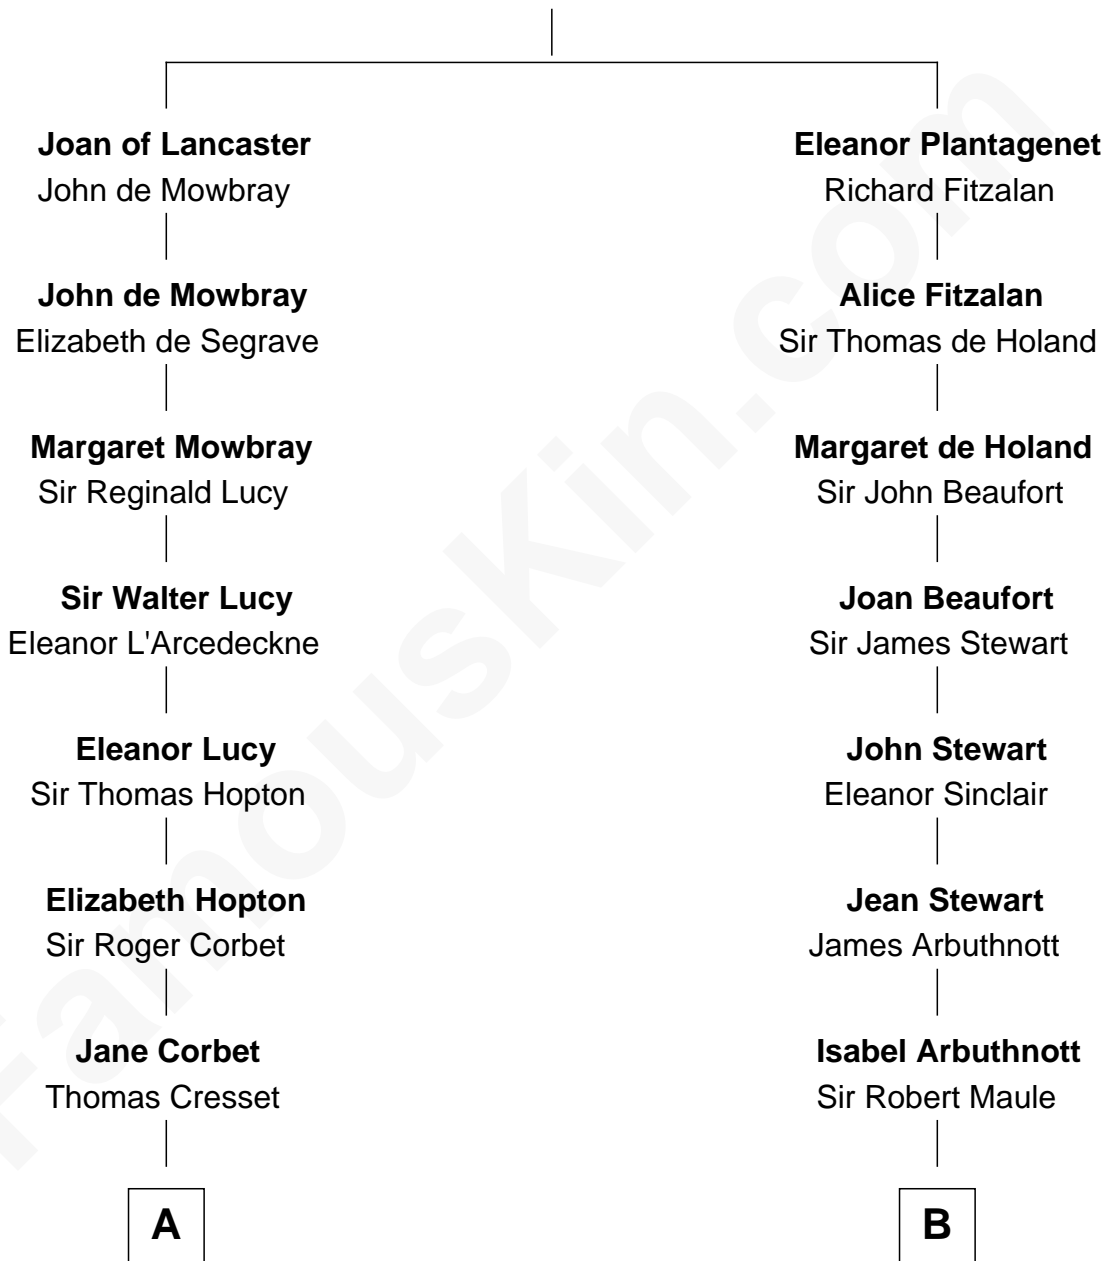 Joan of Lancaster
John de Mowbray
Eleanor Plantagenet
Richard Fitzalan
John de Mowbray
Elizabeth de Segrave
Alice Fitzalan
Sir Thomas de Holand
Margaret Mowbray
Sir Reginald Lucy
Margaret de Holand
Sir John Beaufort
Sir Walter Lucy
Eleanor L'Arcedeckne
Joan Beaufort
Sir James Stewart
Eleanor Lucy
Sir Thomas Hopton
John Stewart
Eleanor Sinclair
Elizabeth Hopton
Sir Roger Corbet
Jean Stewart
James Arbuthnott
Jane Corbet
Thomas Cresset
Isabel Arbuthnott
Sir Robert Maule
A
B
FamousKin.com